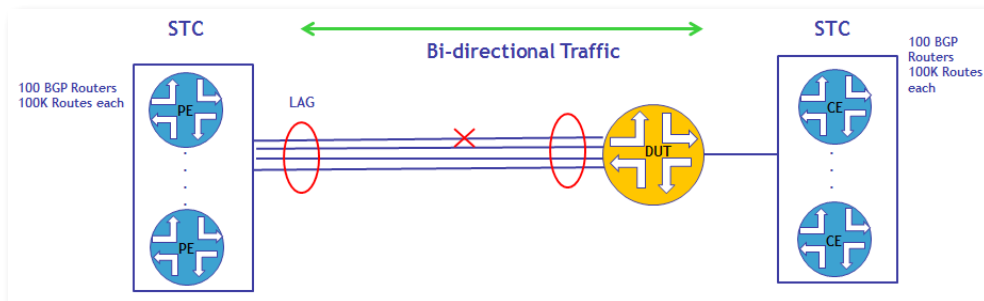 STC
STC
Bi-directional Traffic
100 BGP Routers
100K Routes each
100 BGP
Routers
100K Routes
each
LAG
PE
DUT
CE
PE
CE